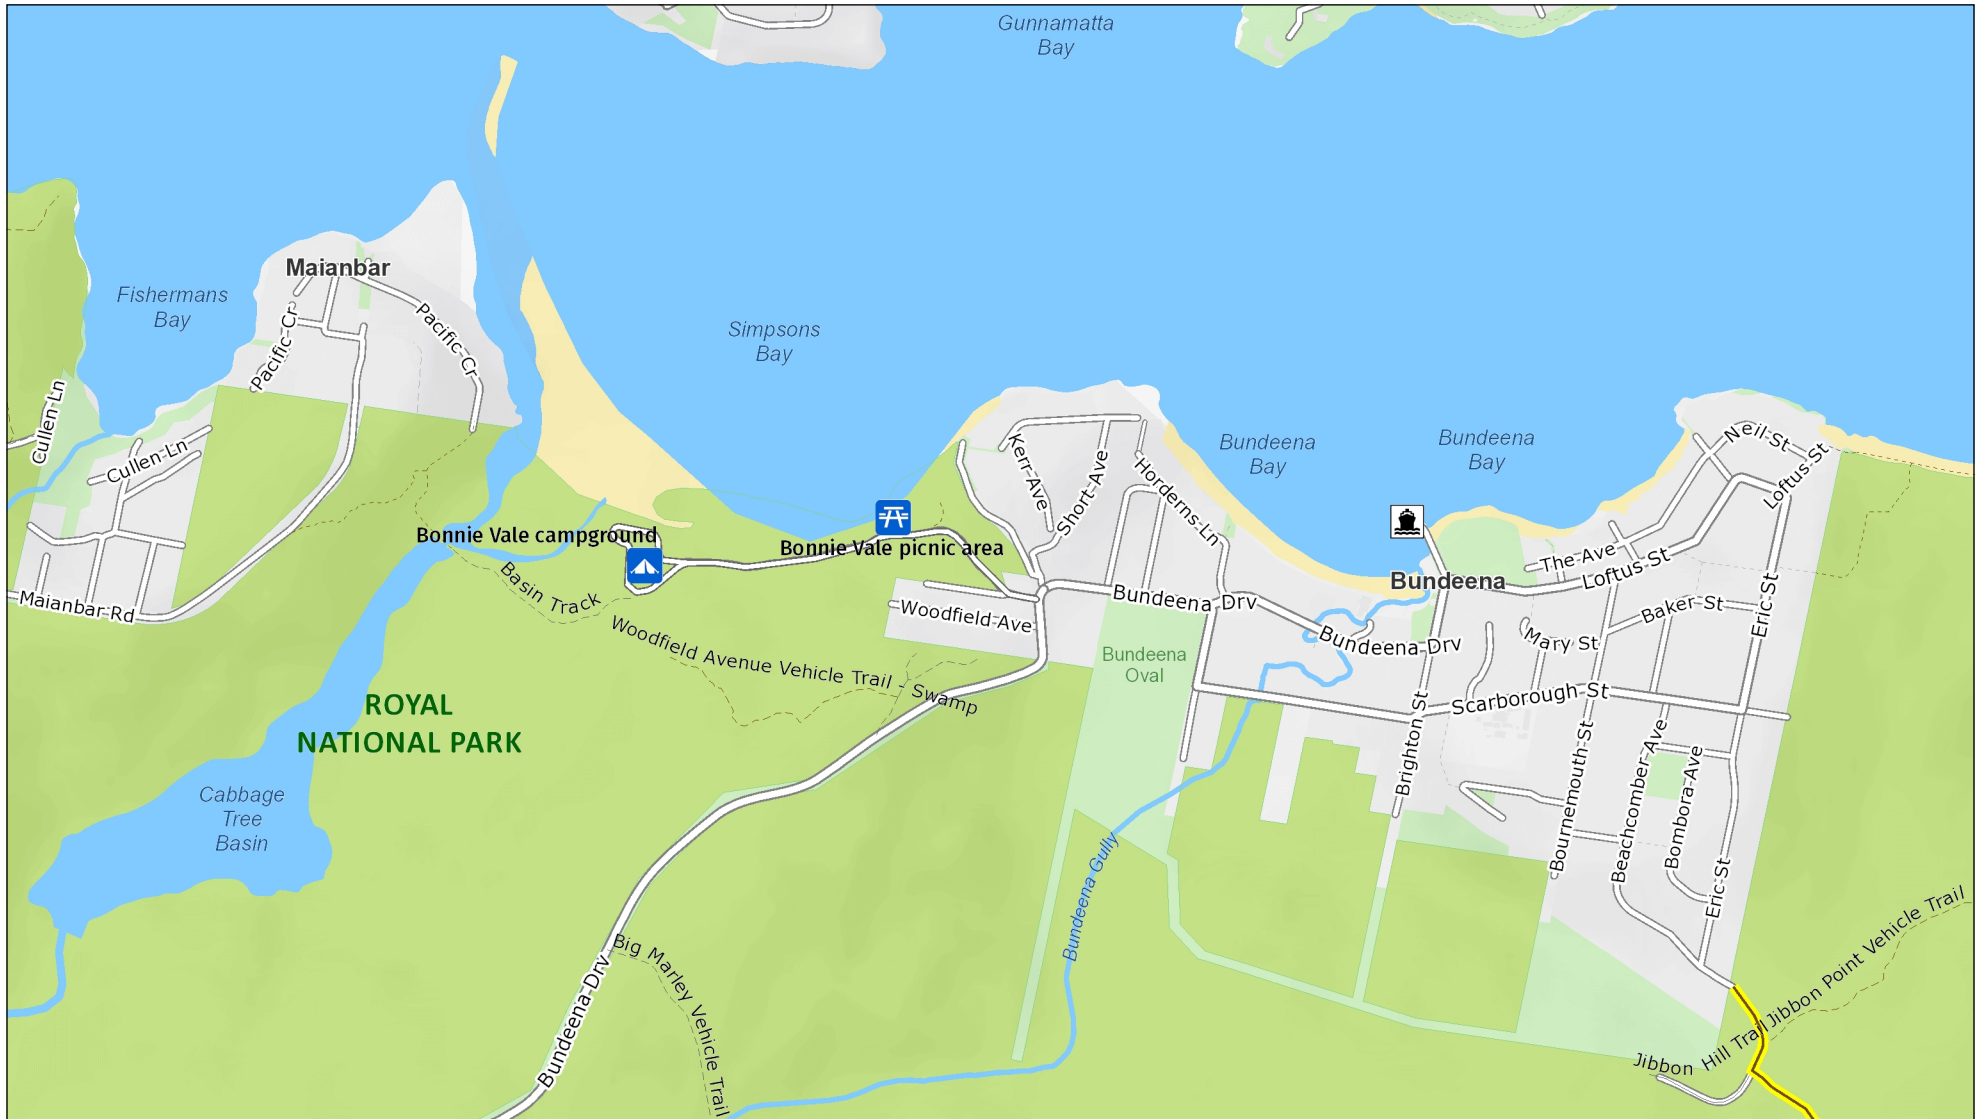 Gunnamatta
Bay
Maianbar
Fishermans
Bay
Pacific Cr
Pacific Cr
Simpsons
Bay
Cullen Ln
Cullen Ln
Maianbar Rd
Bonnie Vale campground
Bonnie Vale picnic area
Basin Track
Woodfield Avenue Vehicle Trail - Swamp
Kerr Ave
Short Ave
Horderns Ln
Woodfield Ave
Bundeena Drv
Bundeena Drv
Bundeena
Bay
Bundeena
Bay
Bundeena
Bundeena
Oval
Neil St
Loftus St
The Ave
Loftus St
Baker St
Eric St
Mary St
Scarborough St
Brighton St
Bournemouth St
Beachcomber Ave
Bombora Ave
Eric St
ROYAL
NATIONAL PARK
Cabbage
Tree
Basin
Bundeena Gully
Bundeena Drv
Big Marley Vehicle Trail
Jibbon Hill Trail
Jibbon Point Vehicle Trail